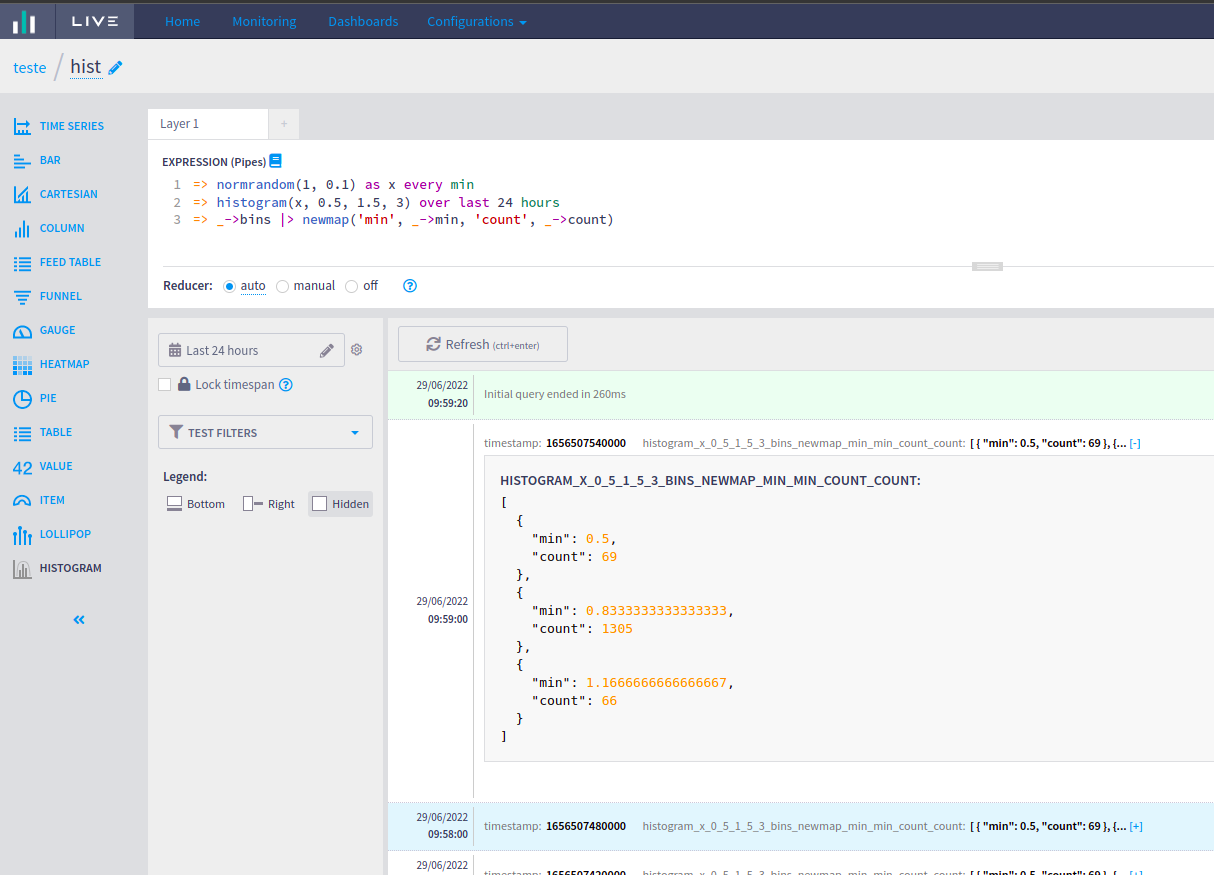 LIVE Home Monitoring Dashboards Configurations
teste / hist
TIME SERIES
BAR
CARTESIAN
COLUMN
FEED TABLE
FUNNEL
GAUGE
HEATMAP
PIE
TABLE
42 VALUE
ITEM
LOLLIPOP
HISTOGRAM
«
Layer 1 +
EXPRESSION (Pipes)
1 => normrandom(1, 0.1) as x every min
2 => histogram(x, 0.5, 1.5, 3) over last 24 hours
3 => _->bins |> newmap('min', _->min, 'count', _->count)
Reducer: auto manual off ?
Last 24 hours
Lock timespan ?
TEST FILTERS
Legend:
Bottom Right Hidden
Refresh (ctrl+enter)
29/06/2022
09:59:20
Initial query ended in 260ms
29/06/2022
09:59:00
timestamp: 1656507540000 histogram_x_0_5_1_5_3_bins_newmap_min_min_count_count: [ { "min": 0.5, "count": 69 }, {... [-]
HISTOGRAM_X_0_5_1_5_3_BINS_NEWMAP_MIN_MIN_COUNT_COUNT:
[
{
"min": 0.5,
"count": 69
},
{
"min": 0.8333333333333333,
"count": 1305
},
{
"min": 1.1666666666666667,
"count": 66
}
]
29/06/2022
09:58:00
timestamp: 1656507480000 histogram_x_0_5_1_5_3_bins_newmap_min_min_count_count: [ { "min": 0.5, "count": 69 }, {... [+]
29/06/2022
timestamp: 1656507420000 histogram_x_0_5_1_5_3_bins_newmap_min_min_count_count: [ { "min": 0.5, "count": 69 }, {... [+]